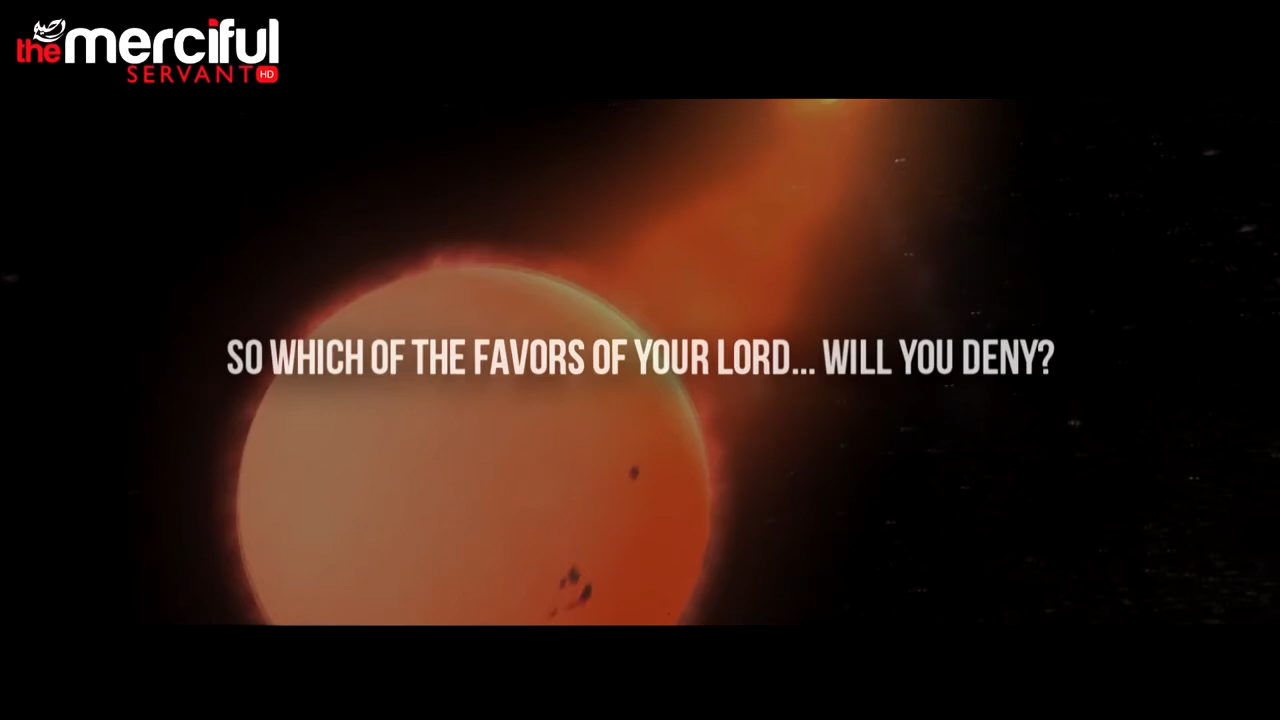 the merciful
SERVANT HD
SO WHICH OF THE FAVORS OF YOUR LORD... WILL YOU DENY?